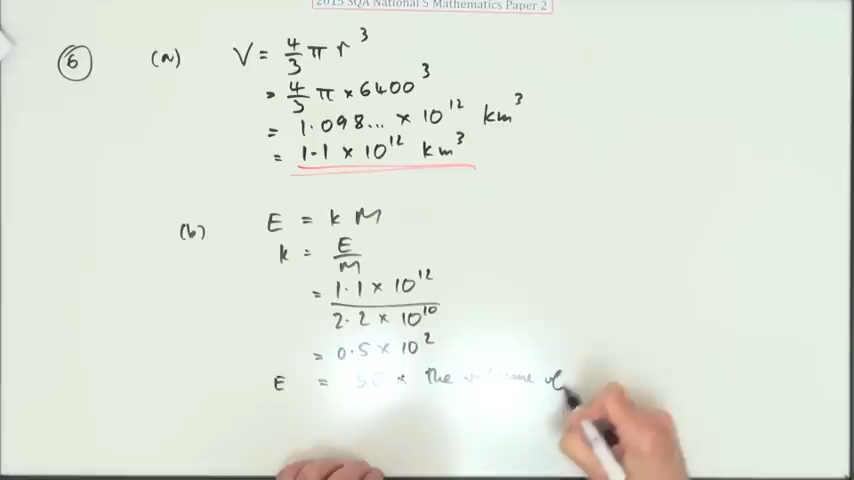 2015 SQA National 5 Mathematics Paper 2
6 (a) V = 4/3 π r³
= 4/3 π × 6400³
= 1.098... × 10¹² km³
= 1.1 × 10¹² km³
(b) E = k M
k = E/M
= 1.1 × 10¹² / 2.2 × 10¹⁰
= 0.5 × 10²
E = 50 × the volume of